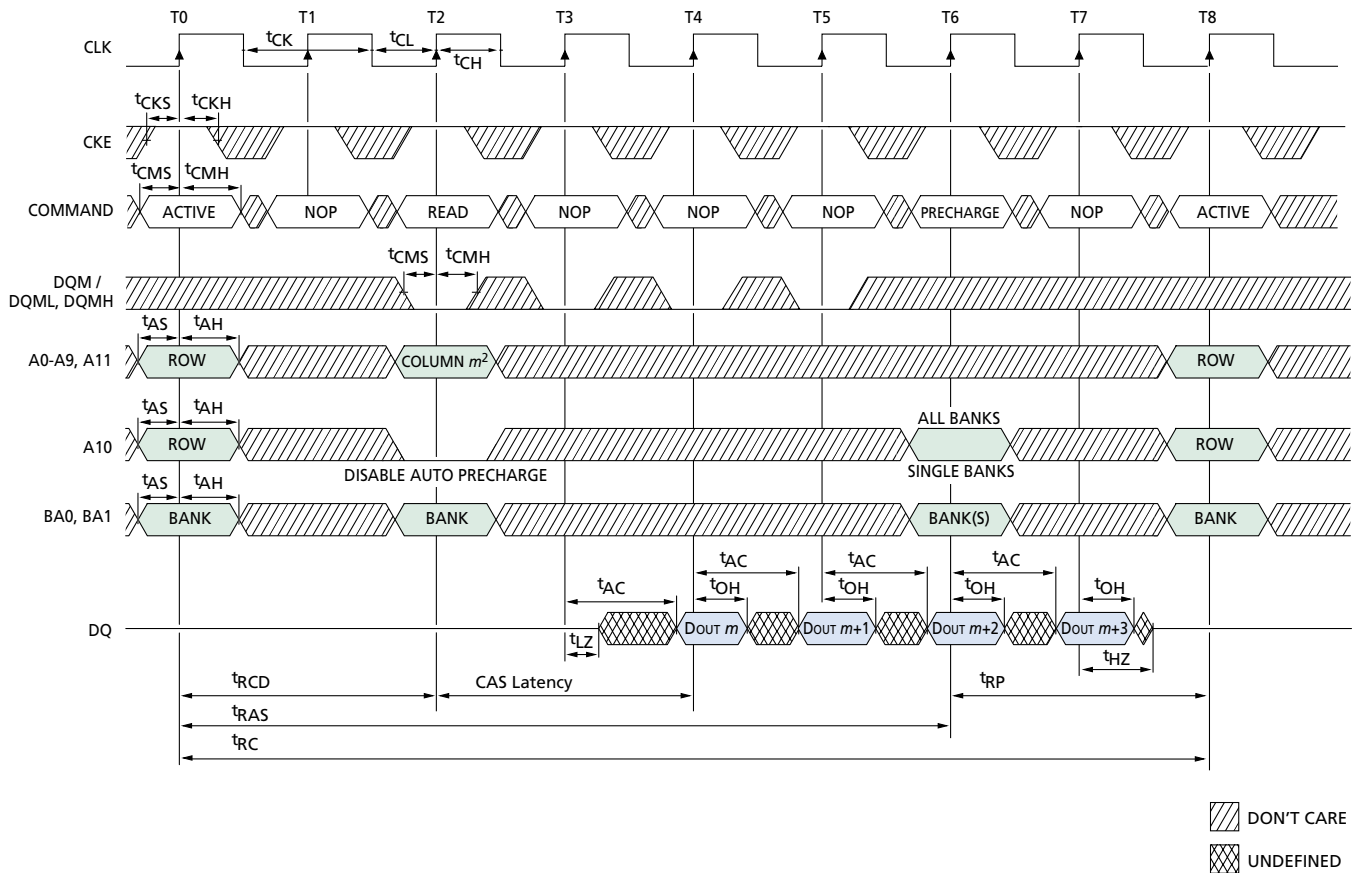 T0 T1 T2 T3 T4 T5 T6 T7 T8
CLK
tCK
tCL
tCH
tCKS
tCKH
CKE
tCMS
tCMH
COMMAND
ACTIVE
NOP
READ
NOP
NOP
NOP
PRECHARGE
NOP
ACTIVE
tCMS
tCMH
DQM /
DQML, DQMH
tAS
tAH
A0-A9, A11
ROW
COLUMN m2
ROW
tAS
tAH
ALL BANKS
A10
ROW
ROW
DISABLE AUTO PRECHARGE
SINGLE BANKS
tAS
tAH
BA0, BA1
BANK
BANK
BANK(S)
BANK
tAC
tAC
tAC
tAC
tOH
tOH
tOH
tOH
DQ
DOUT m
DOUT m+1
DOUT m+2
DOUT m+3
tLZ
tHZ
tRCD
CAS Latency
tRP
tRAS
tRC
DON'T CARE
UNDEFINED